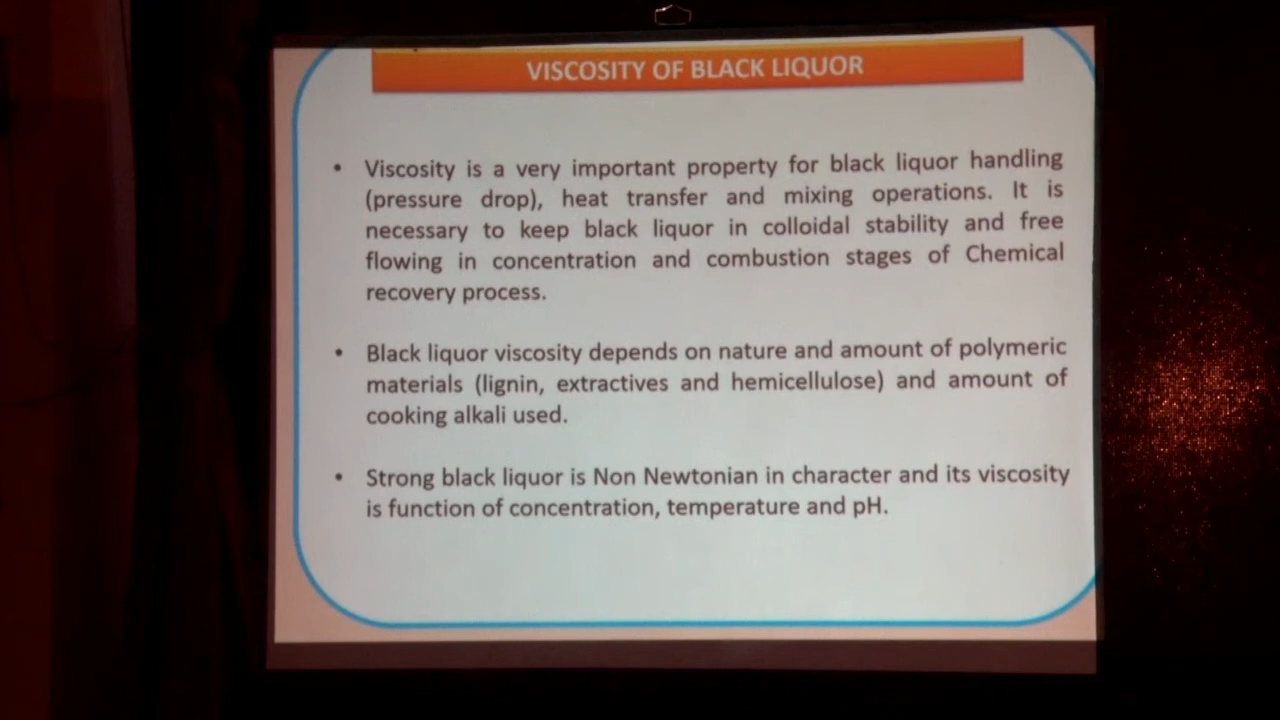 VISCOSITY OF BLACK LIQUOR
• Viscosity is a very important property for black liquor handling
(pressure drop), heat transfer and mixing operations. It is
necessary to keep black liquor in colloidal stability and free
flowing in concentration and combustion stages of Chemical
recovery process.
• Black liquor viscosity depends on nature and amount of polymeric
materials (lignin, extractives and hemicellulose) and amount of
cooking alkali used.
• Strong black liquor is Non Newtonian in character and its viscosity
is function of concentration, temperature and pH.